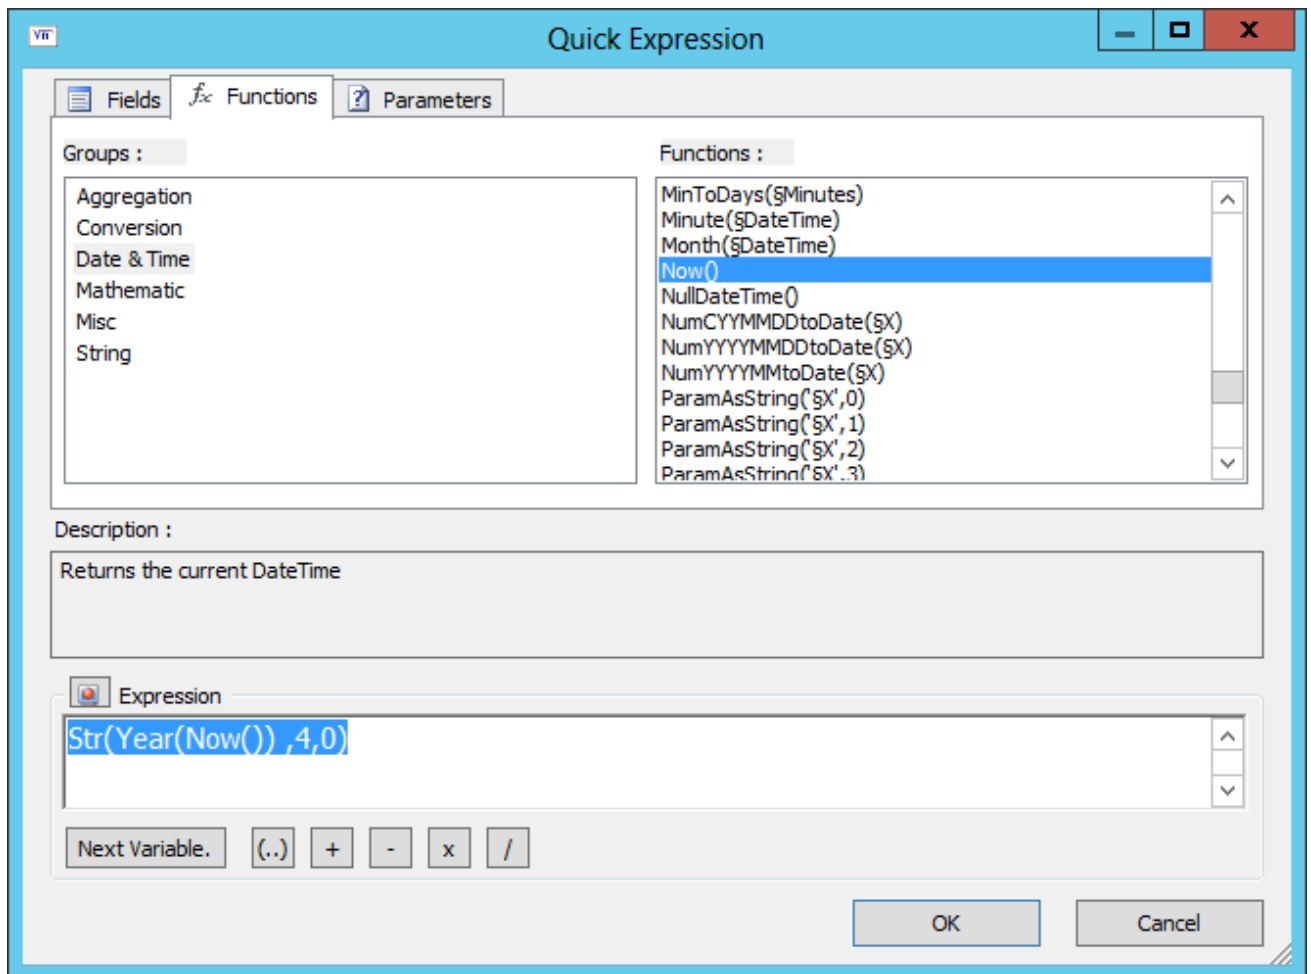 Quick Expression
Fields
Functions
Parameters
Groups :
Aggregation
Conversion
Date & Time
Mathematic
Misc
String
Functions :
MinToDays(§Minutes)
Minute(§DateTime)
Month(§DateTime)
Now()
NullDateTime()
NumCYYMMDDtoDate(§X)
NumYYYYMMDDtoDate(§X)
NumYYYYMMtoDate(§X)
ParamAsString('§X',0)
ParamAsString('§X',1)
ParamAsString('§X',2)
ParamAsString('§X',3)
Description :
Returns the current DateTime
Expression
Str(Year(Now()) ,4,0)
Next Variable. (..) + - x /
OK Cancel